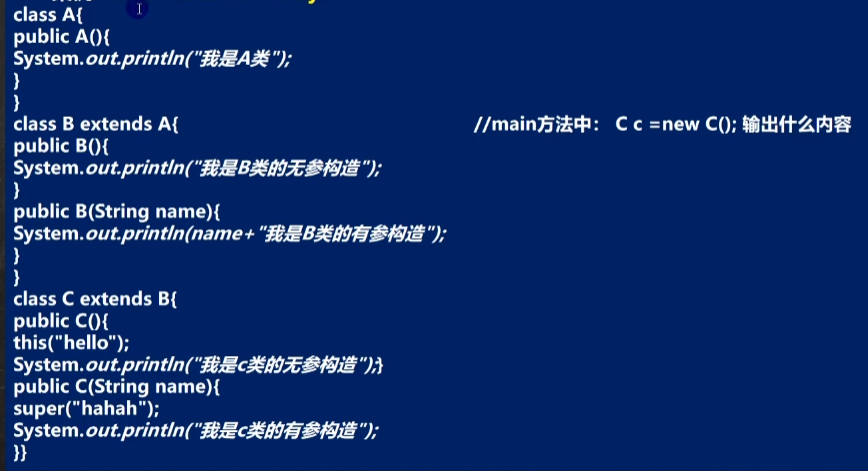 class A{
public A(){
System.out.println("我是A类");
}
}
class B extends A{ //main方法中： C c =new C(); 输出什么内容
public B(){
System.out.println("我是B类的无参构造");
}
public B(String name){
System.out.println(name+"我是B类的有参构造");
}
}
class C extends B{
public C(){
this("hello");
System.out.println("我是c类的无参构造");}
public C(String name){
super("hahah");
System.out.println("我是c类的有参构造");
}}